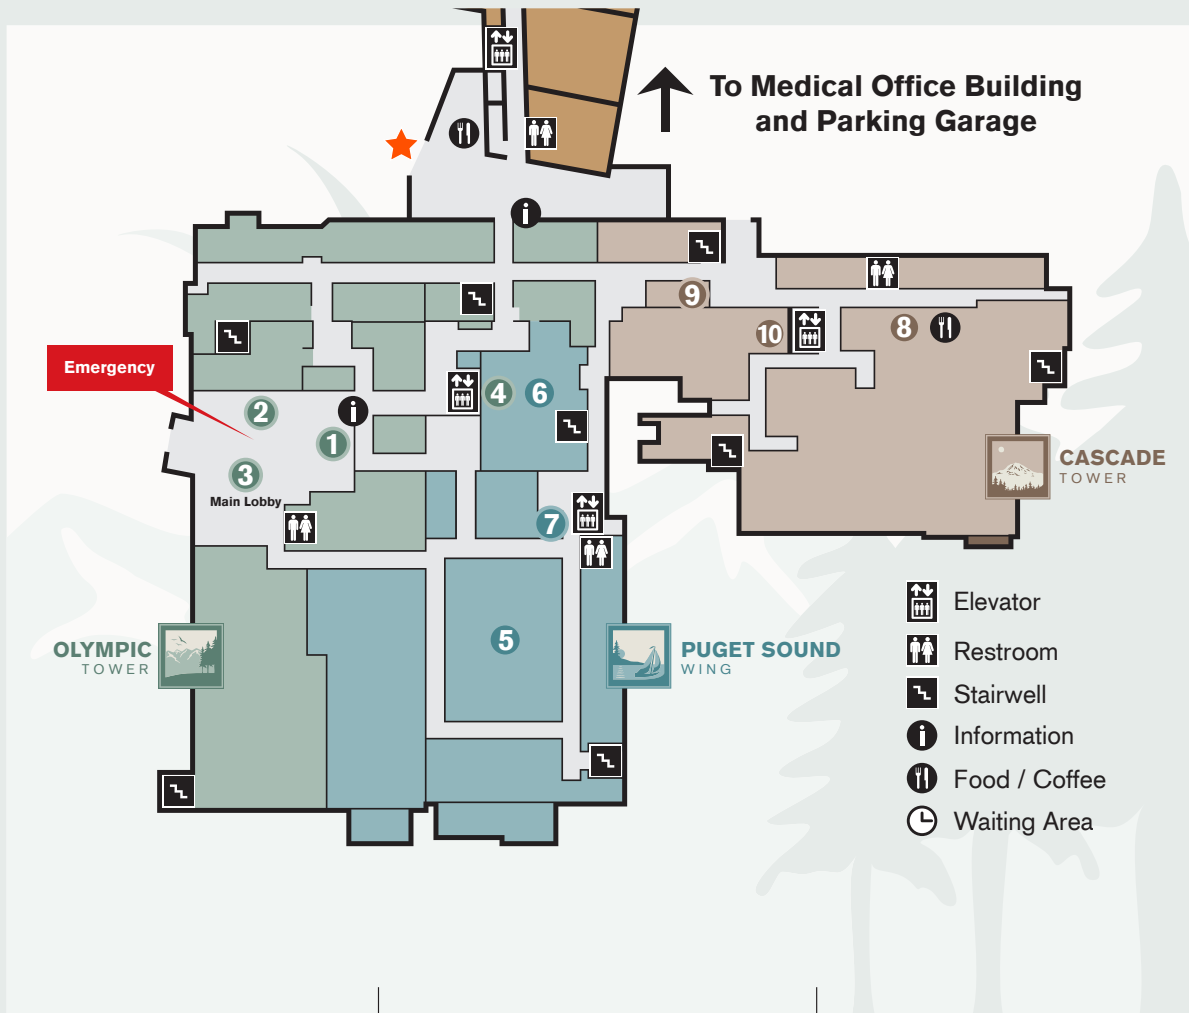 To Medical Office Building
and Parking Garage
i
9
10
8
Emergency
4
6
2
i
1
3
Main Lobby
CASCADE
TOWER
7
Elevator
OLYMPIC
TOWER
5
PUGET SOUND
WING
Restroom
Stairwell
i
Information
Food / Coffee
Waiting Area